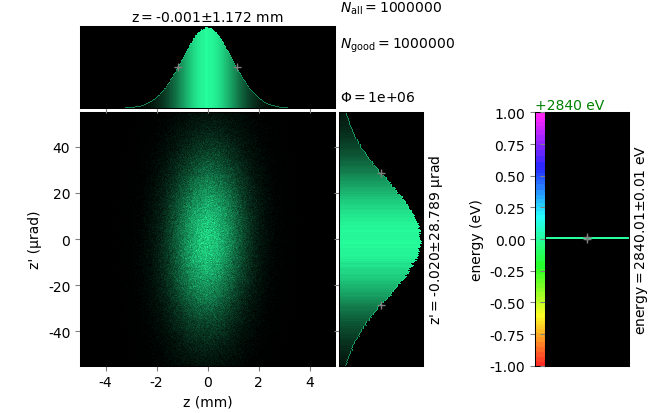 z = -0.001±1.172 mm
N_all = 1000000
N_good = 1000000
Φ = 1e+06
+2840 eV
40
20
0
-20
-40
z' (μrad)
-4
-2
0
2
4
z (mm)
z' = -0.020±28.789 μrad
energy (eV)
1.00
0.75
0.50
0.25
0.00
-0.25
-0.50
-0.75
-1.00
energy = 2840.01±0.01 eV